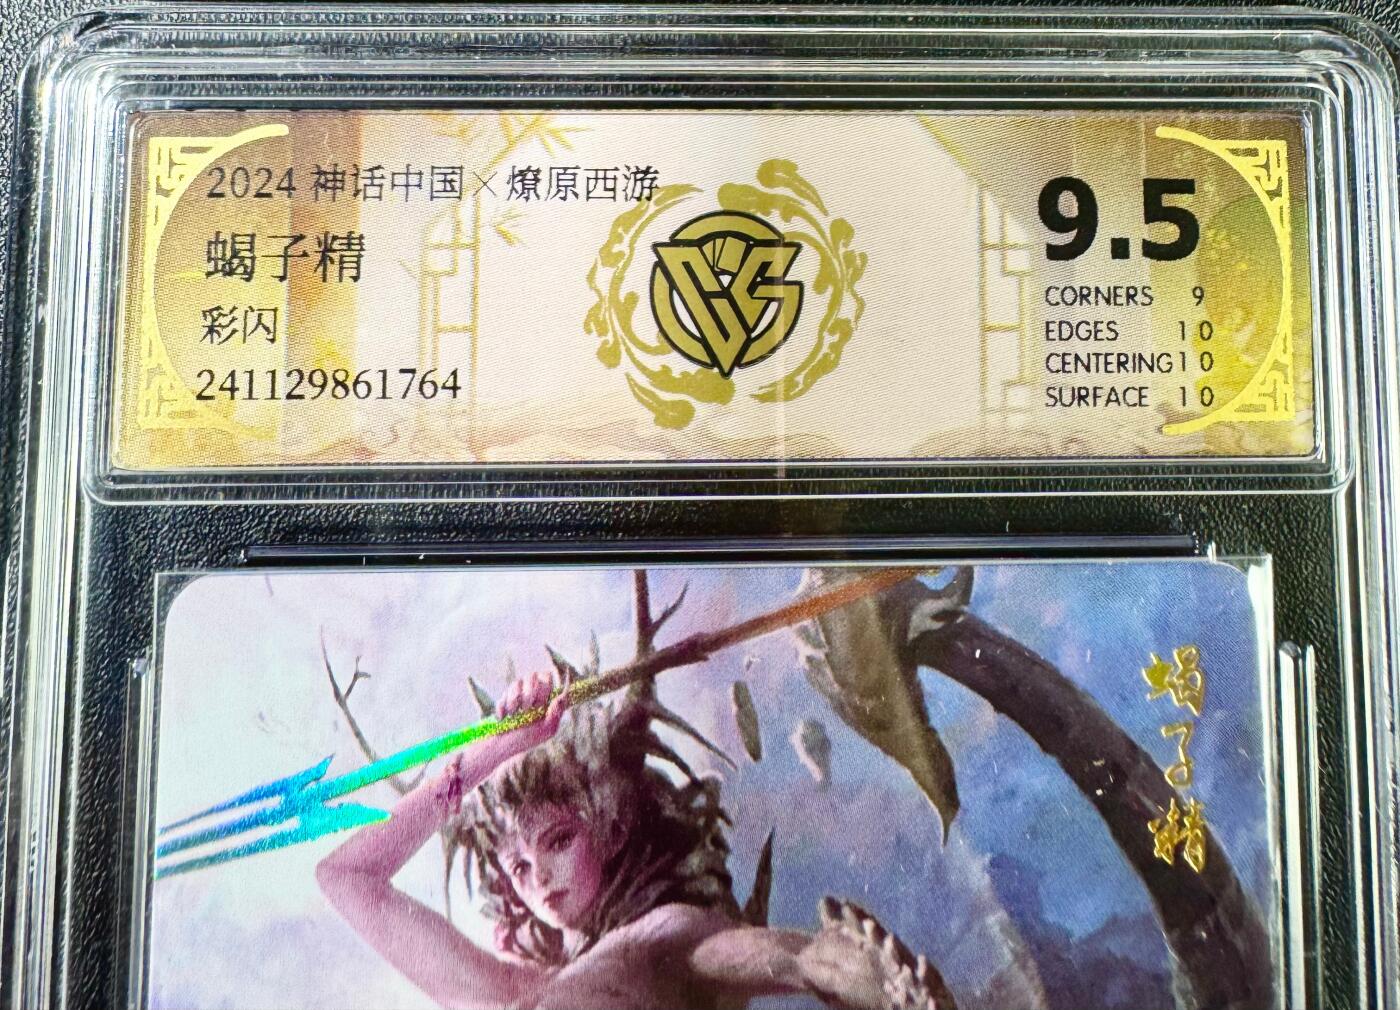 2024 神话中国×燎原西游
蝎子精
彩闪
241129861764
9.5
CORNERS 9
EDGES 10
CENTERING 10
SURFACE 10
蝎子精